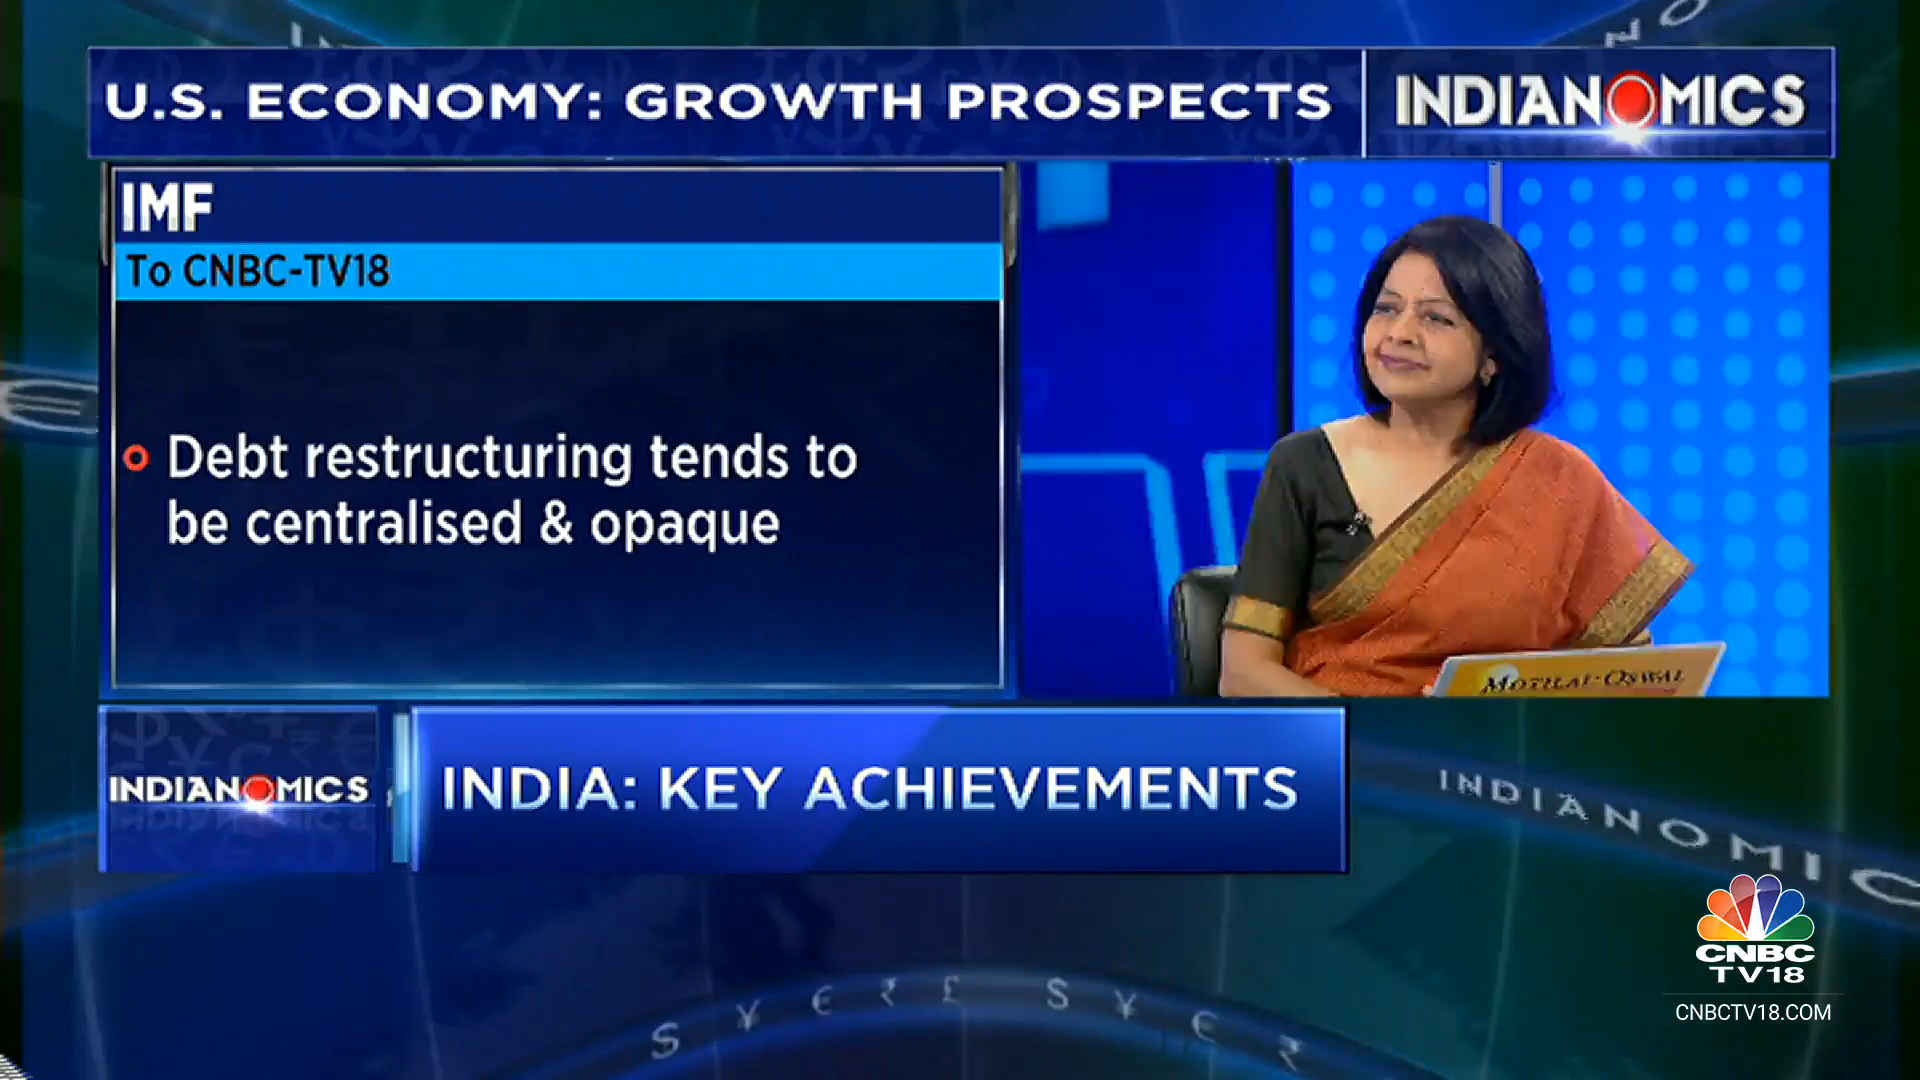 U.S. ECONOMY: GROWTH PROSPECTS
INDIANOMICS
IMF
To CNBC-TV18
Debt restructuring tends to
be centralised & opaque
MOTILAL OSWAL
INDIANOMICS
INDIA: KEY ACHIEVEMENTS
INDIANOMIC
CNBC
TV18
CNBCTV18.COM
S ¥ € ₹ £ $ ¥ € ₹